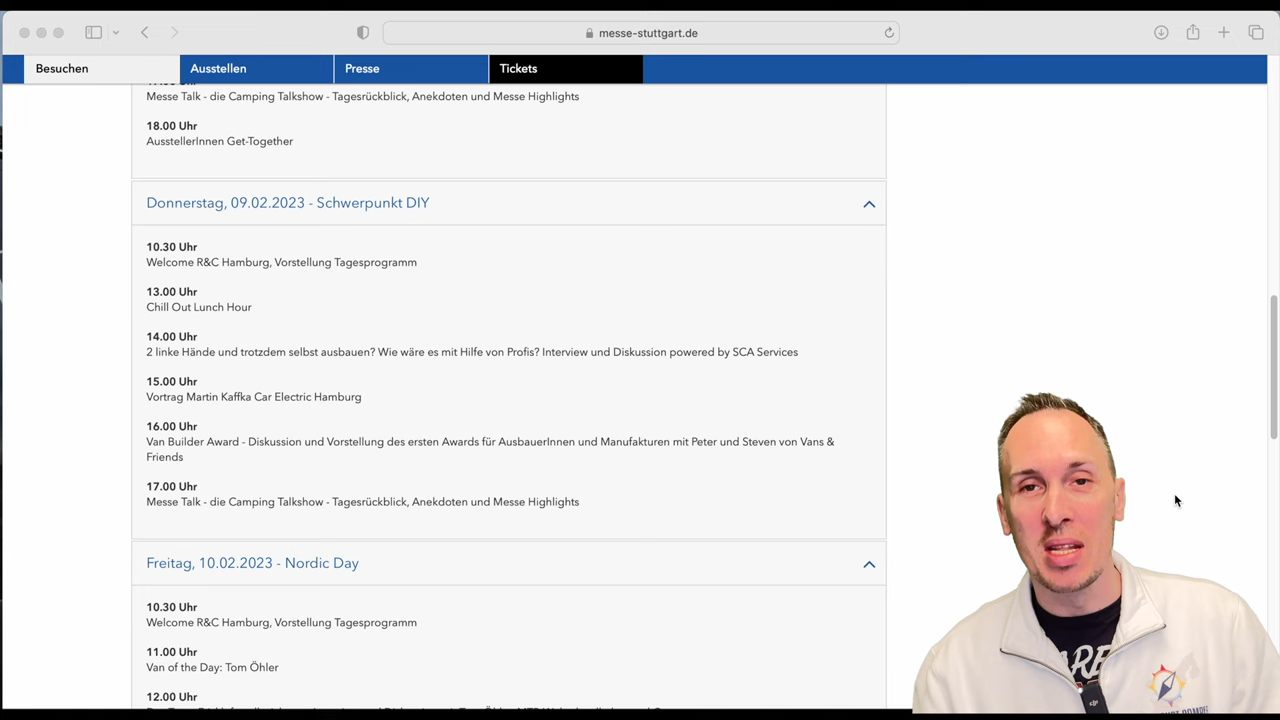 messe-stuttgart.de
Besuchen
Ausstellen
Presse
Tickets
Messe Talk - die Camping Talkshow - Tagesrückblick, Anekdoten und Messe Highlights
18.00 Uhr
AusstellerInnen Get-Together
Donnerstag, 09.02.2023 - Schwerpunkt DIY
10.30 Uhr
Welcome R&C Hamburg, Vorstellung Tagesprogramm
13.00 Uhr
Chill Out Lunch Hour
14.00 Uhr
2 linke Hände und trotzdem selbst ausbauen? Wie wäre es mit Hilfe von Profis? Interview und Diskussion powered by SCA Services
15.00 Uhr
Vortrag Martin Kaffka Car Electric Hamburg
16.00 Uhr
Van Builder Award - Diskussion und Vorstellung des ersten Awards für AusbauerInnen und Manufakturen mit Peter und Steven von Vans &
Friends
17.00 Uhr
Messe Talk - die Camping Talkshow - Tagesrückblick, Anekdoten und Messe Highlights
Freitag, 10.02.2023 - Nordic Day
10.30 Uhr
Welcome R&C Hamburg, Vorstellung Tagesprogramm
11.00 Uhr
Van of the Day: Tom Öhler
12.00 Uhr
dji